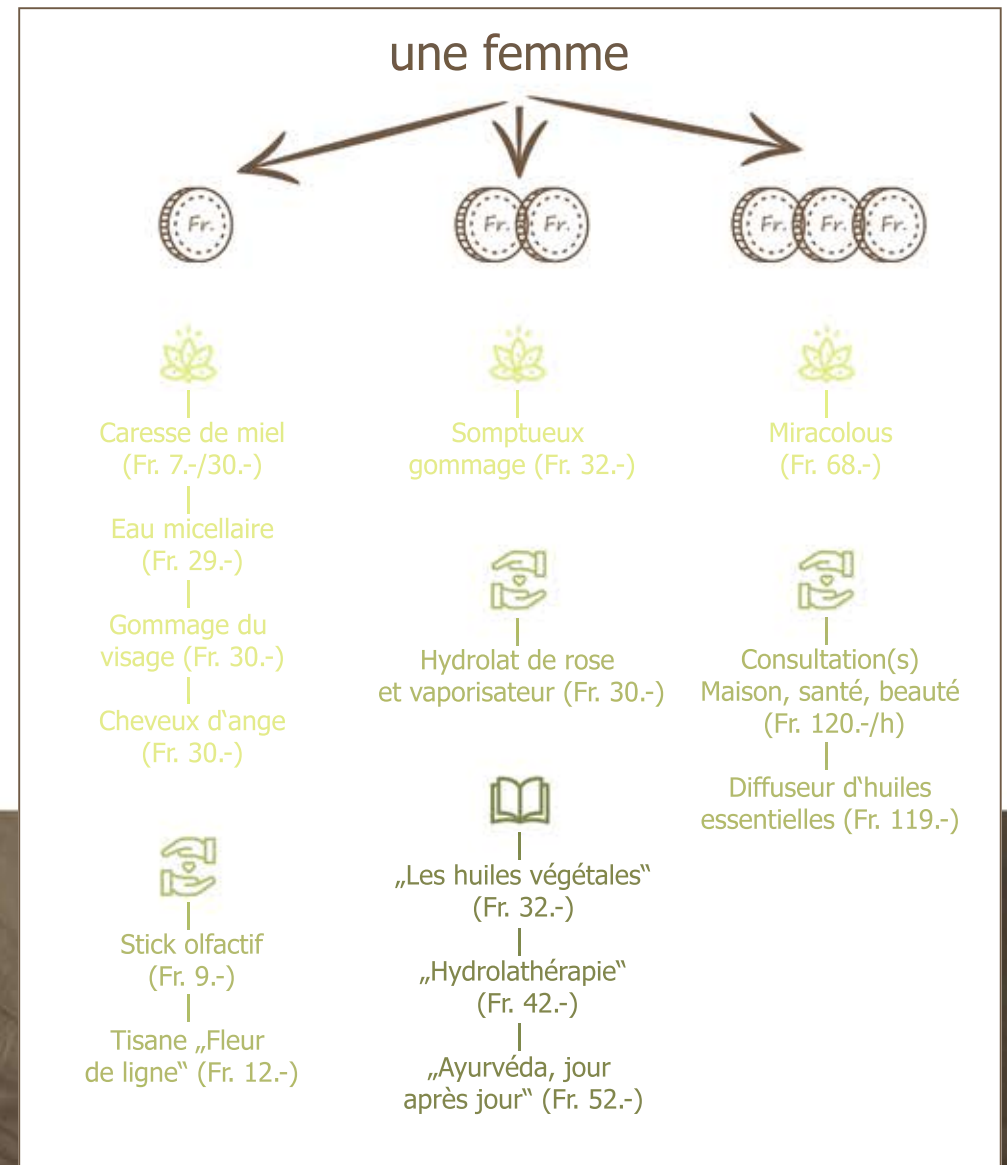 une femme
Fr.
Fr. Fr.
Fr. Fr. Fr.
Caresse de miel
(Fr. 7.-/30.-)
Eau micellaire
(Fr. 29.-)
Gommage du
visage (Fr. 30.-)
Cheveux d‘ange
(Fr. 30.-)
Stick olfactif
(Fr. 9.-)
Tisane „Fleur
de ligne“ (Fr. 12.-)
Somptueux
gommage (Fr. 32.-)
Hydrolat de rose
et vaporisateur (Fr. 30.-)
„Les huiles végétales“
(Fr. 32.-)
„Hydrolathérapie“
(Fr. 42.-)
„Ayurvéda, jour
après jour“ (Fr. 52.-)
Miracolous
(Fr. 68.-)
Consultation(s)
Maison, santé, beauté
(Fr. 120.-/h)
Diffuseur d‘huiles
essentielles (Fr. 119.-)